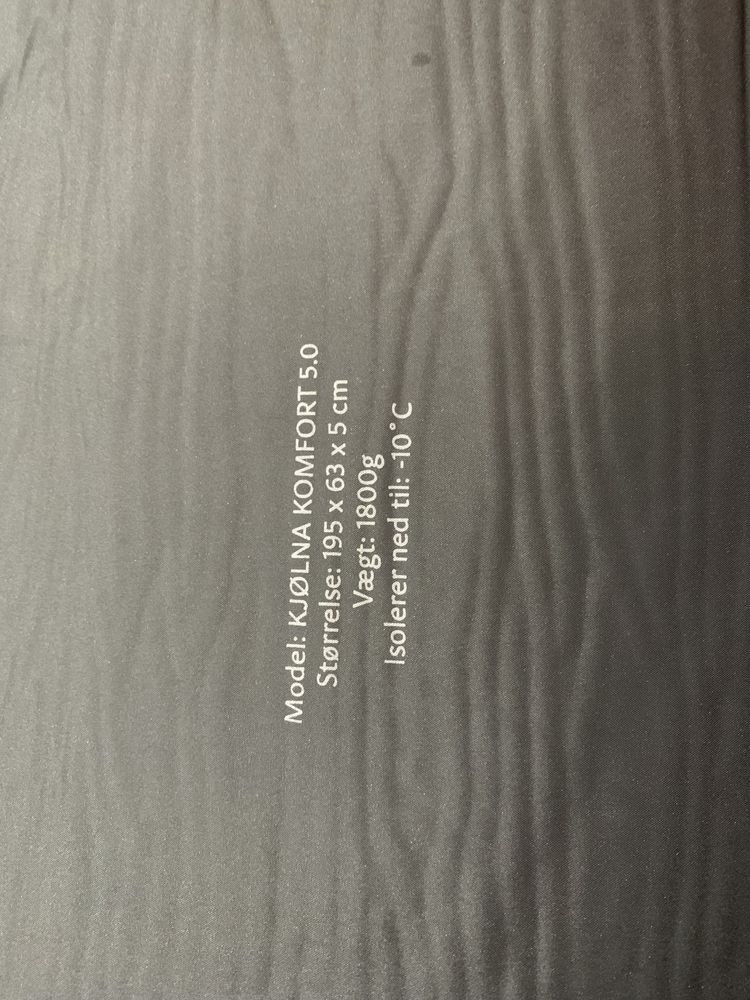 Model: KJØLNA KOMFORT 5.0
Størrelse: 195 x 63 x 5 cm
Vægt: 1800g
Isolerer ned til: -10°C